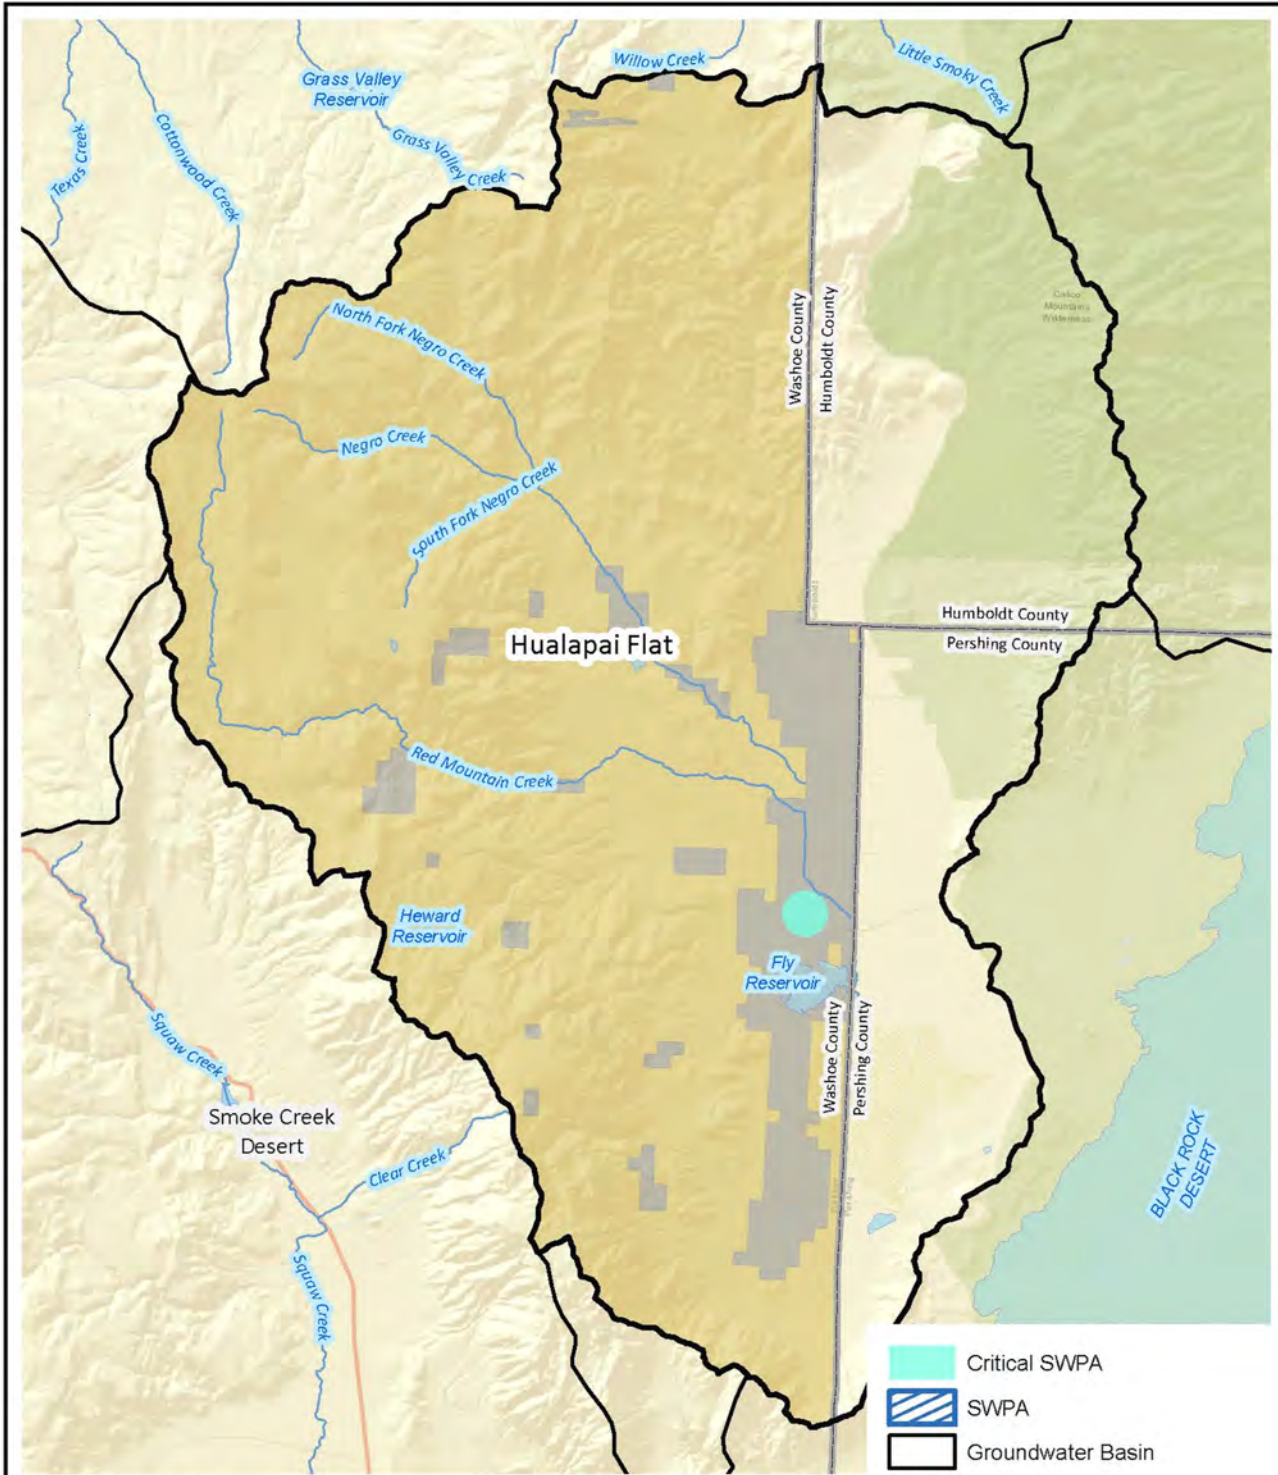 Willow Creek
Little Smoky Creek
Grass Valley
Reservoir
Texas Creek
Cottonwood Creek
Grass Valley Creek
Calico
Mountains
Wilderness
Washoe County
Humboldt County
North Fork Negro Creek
Negro Creek
South Fork Negro Creek
Humboldt County
Pershing County
Hualapai Flat
Red Mountain Creek
Heward
Reservoir
Fly
Reservoir
Washoe County
Pershing County
Squaw Creek
Smoke Creek
Desert
Clear Creek
Squaw Creek
BLACK ROCK
DESERT
Critical SWPA
SWPA
Groundwater Basin